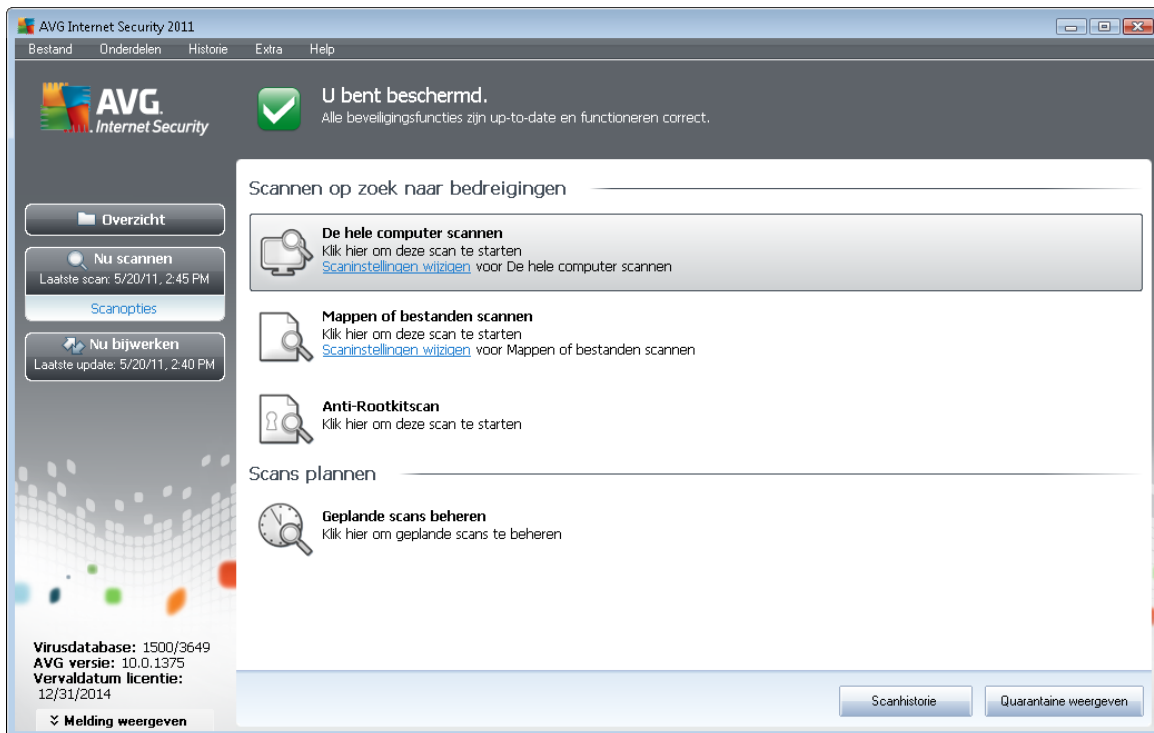 AVG Internet Security 2011
Bestand Onderdelen Historie Extra Help
AVG.
Internet Security
U bent beschermd.
Alle beveiligingsfuncties zijn up-to-date en functioneren correct.
Overzicht
Nu scannen
Laatste scan: 5/20/11, 2:45 PM
Scanopties
Nu bijwerken
Laatste update: 5/20/11, 2:40 PM
Scannen op zoek naar bedreigingen
De hele computer scannen
Klik hier om deze scan te starten
Scaninstellingen wijzigen voor De hele computer scannen
Mappen of bestanden scannen
Klik hier om deze scan te starten
Scaninstellingen wijzigen voor Mappen of bestanden scannen
Anti-Rootkitscan
Klik hier om deze scan te starten
Scans plannen
Geplande scans beheren
Klik hier om geplande scans te beheren
Virusdatabase: 1500/3649
AVG versie: 10.0.1375
Vervaldatum licentie:
12/31/2014
Melding weergeven
Scanhistorie
Quarantaine weergeven